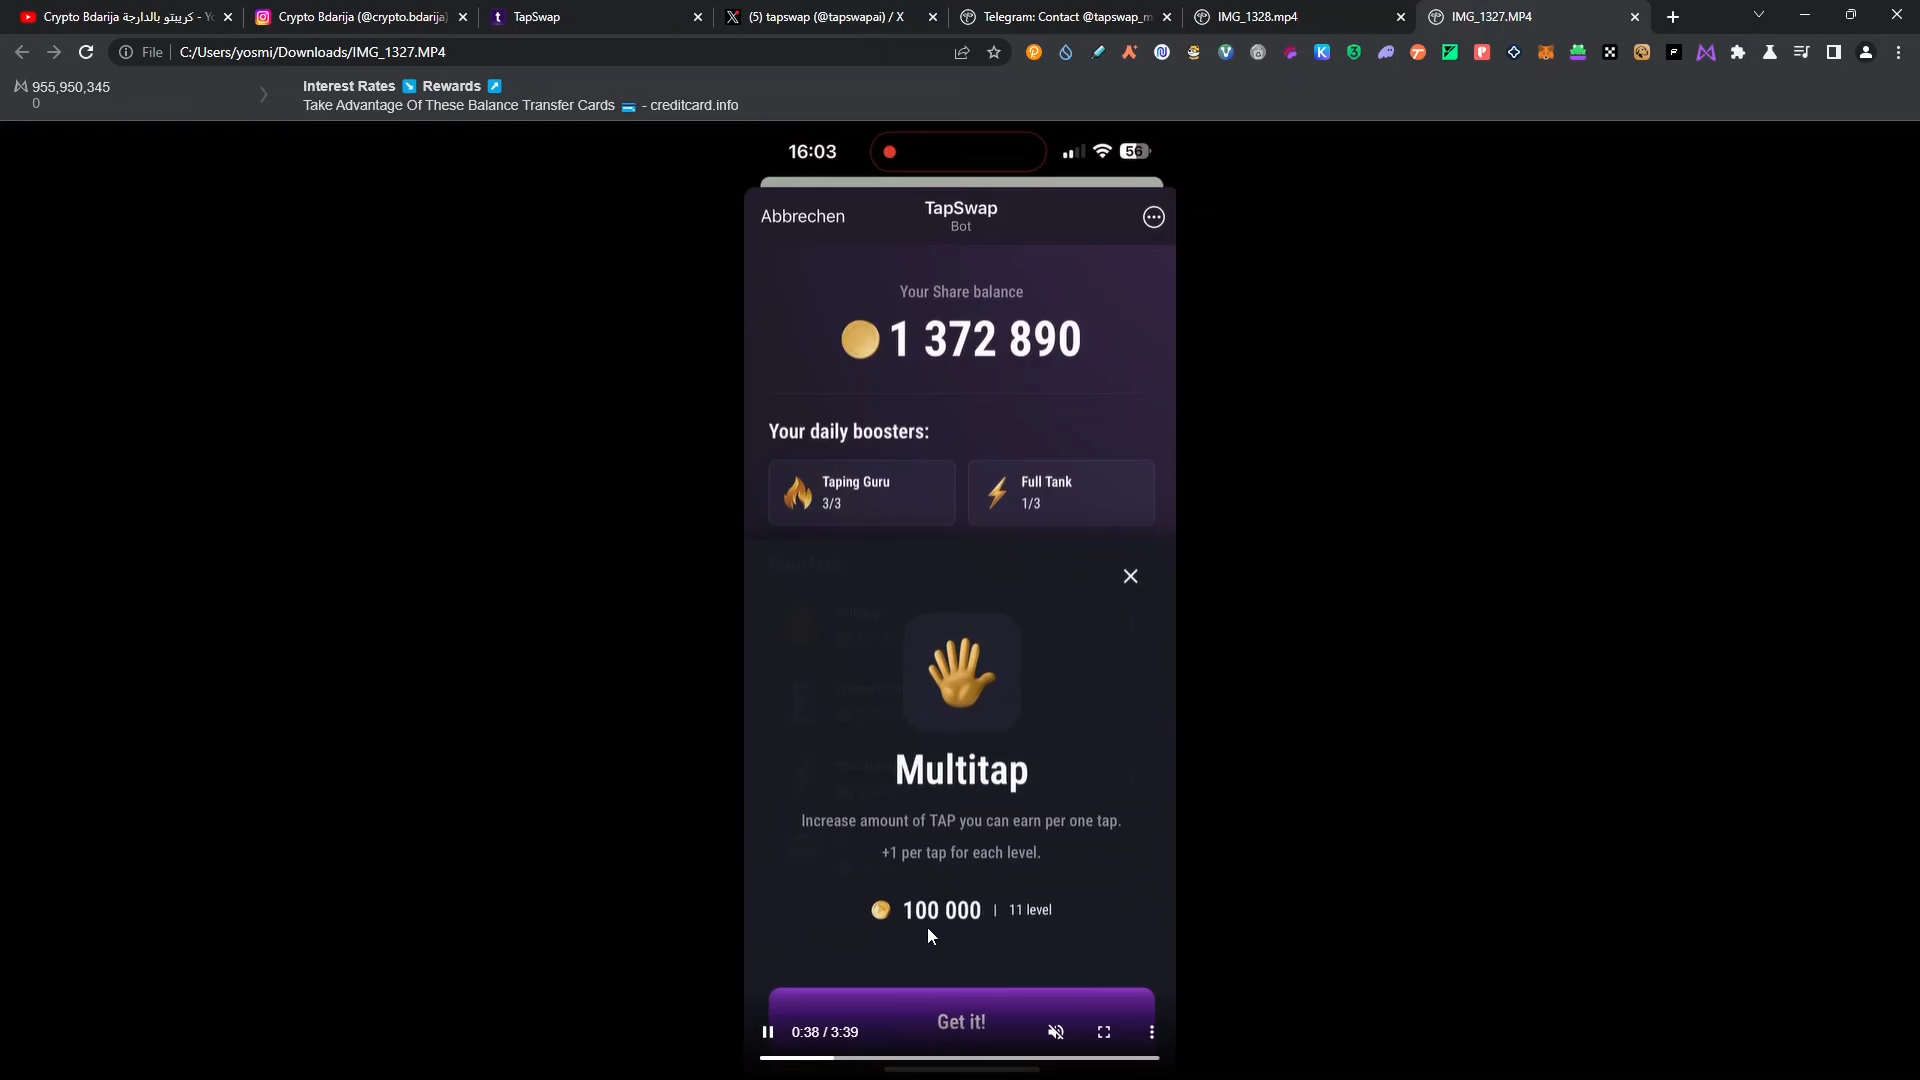 كريبتو بالدارجة Crypto Bdarija - Y
Crypto Bdarija (@crypto.bdarija)
TapSwap
(5) tapswap (@tapswapai) / X
Telegram: Contact @tapswap_m
IMG_1328.mp4
IMG_1327.MP4
File
C:/Users/yosmi/Downloads/IMG_1327.MP4
955,950,345
0
Interest Rates Rewards
Take Advantage Of These Balance Transfer Cards - creditcard.info
16:03
56
Abbrechen
TapSwap
Bot
Your Share balance
1 372 890
Your daily boosters:
Taping Guru
3/3
Full Tank
1/3
Multitap
Increase amount of TAP you can earn per one tap.
+1 per tap for each level.
100 000 | 11 level
Get it!
0:38 / 3:39